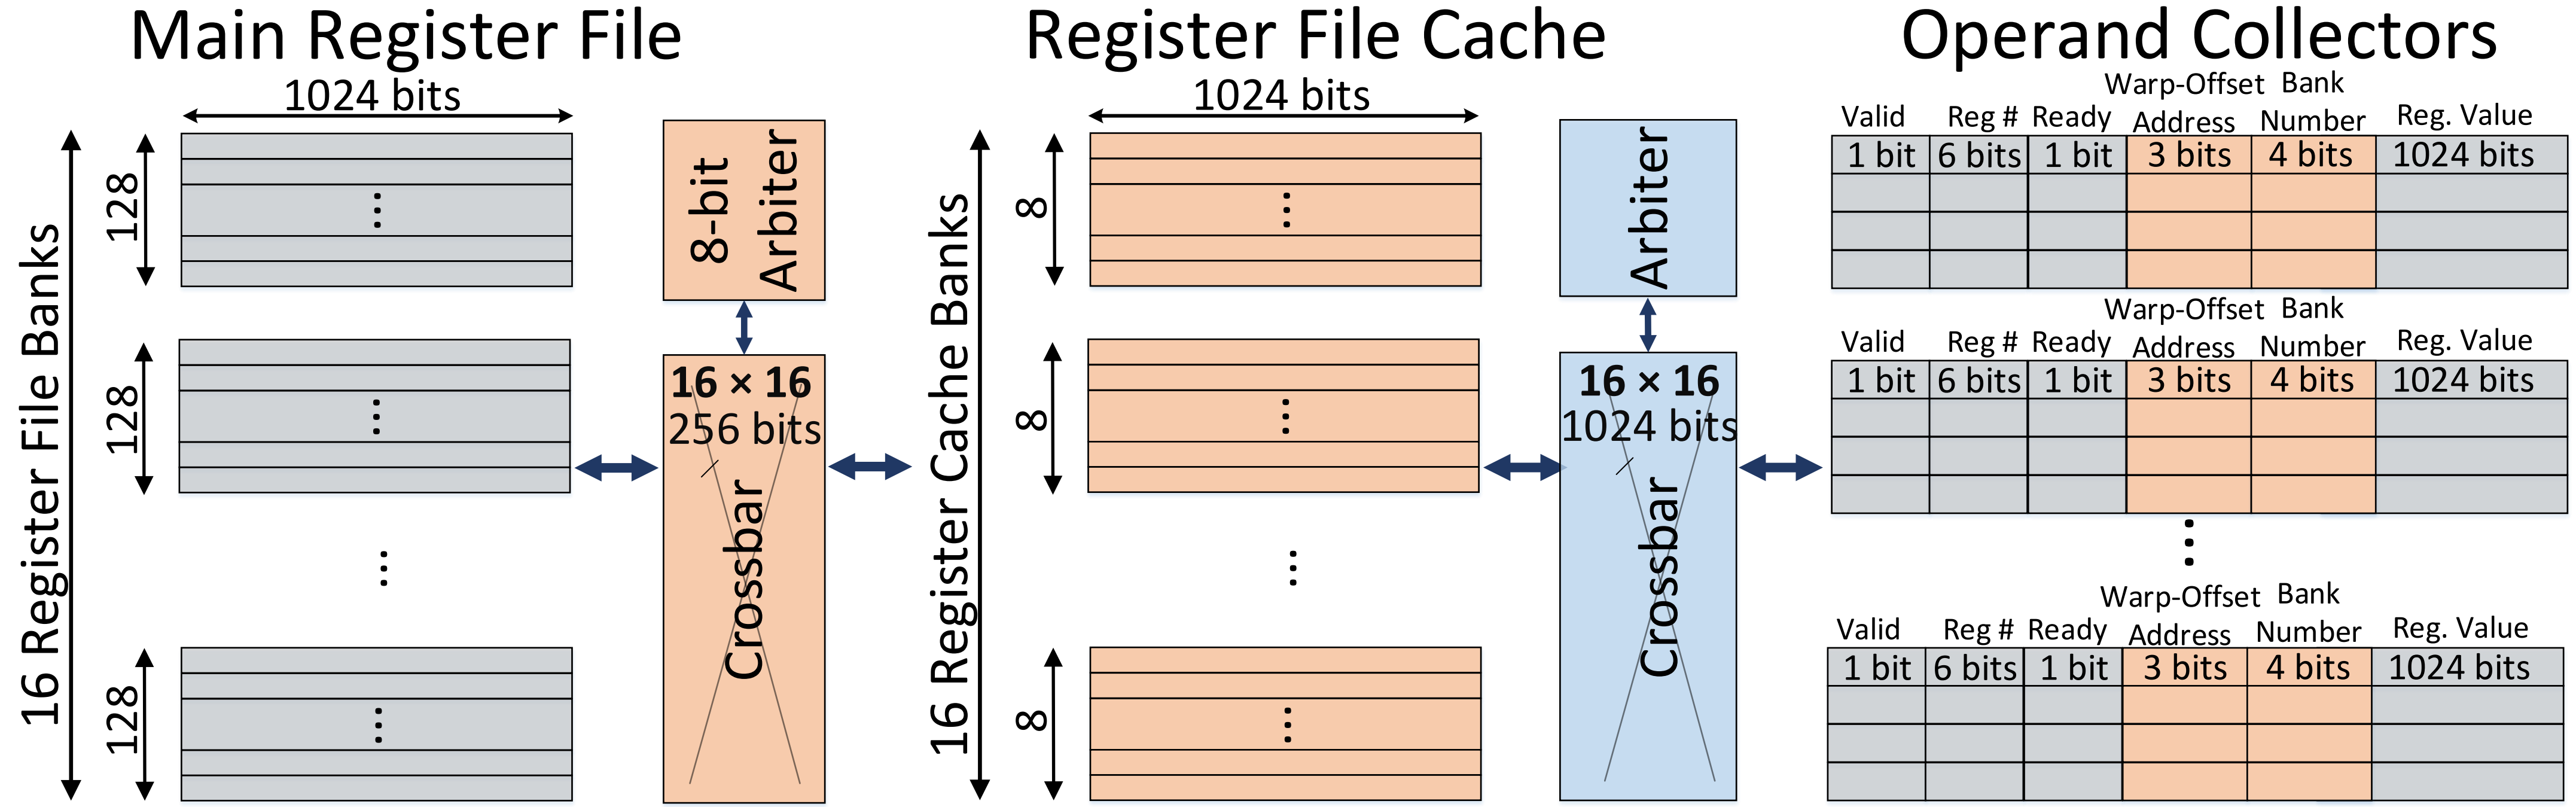 Main Register File
1024 bits
16 Register File Banks
128
128
128
8-bit
Arbiter
16 × 16
256 bits
Crossbar
Register File Cache
1024 bits
16 Register Cache Banks
8
8
8
Arbiter
16 × 16
1024 bits
Crossbar
Operand Collectors
Warp-Offset Bank
Valid Reg # Ready Address Number Reg. Value
1 bit 6 bits 1 bit 3 bits 4 bits 1024 bits
Warp-Offset Bank
Valid Reg # Ready Address Number Reg. Value
1 bit 6 bits 1 bit 3 bits 4 bits 1024 bits
Warp-Offset Bank
Valid Reg # Ready Address Number Reg. Value
1 bit 6 bits 1 bit 3 bits 4 bits 1024 bits